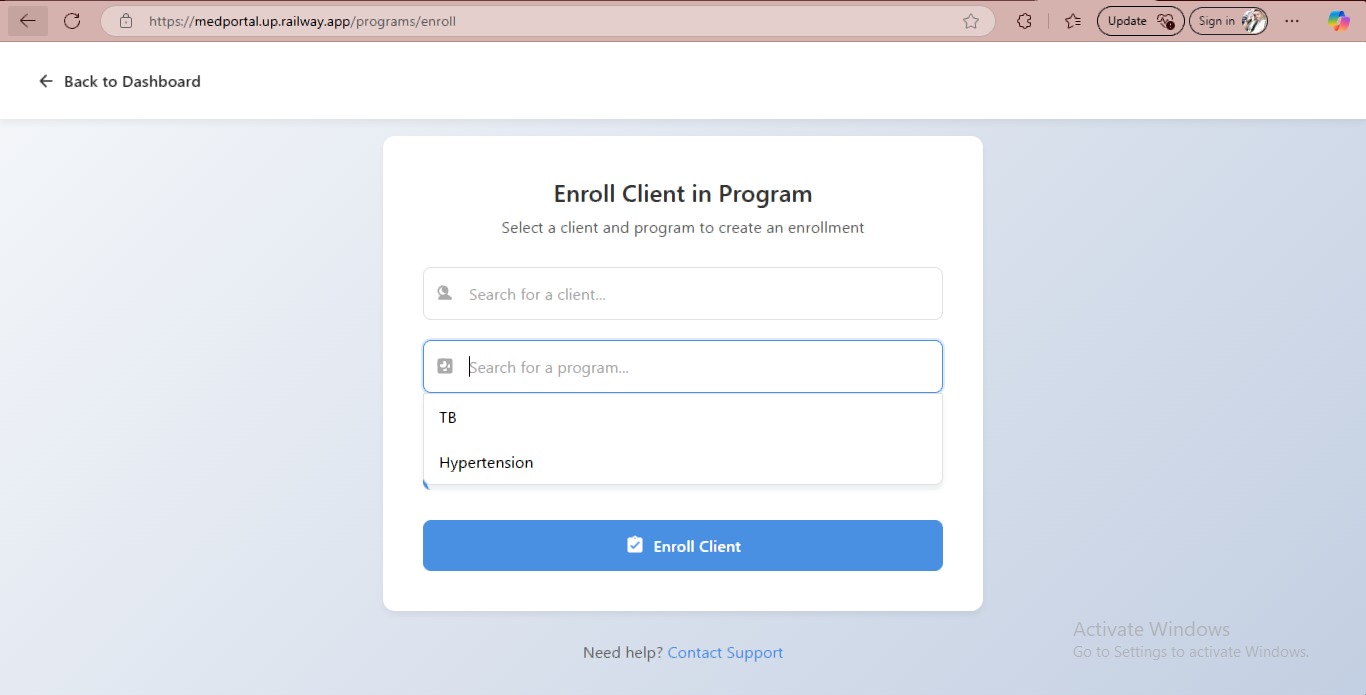 https://medportal.up.railway.app/programs/enroll
Update
Sign in
Back to Dashboard
Enroll Client in Program
Select a client and program to create an enrollment
Search for a client...
Search for a program...
TB
Hypertension
Enroll Client
Need help? Contact Support
Activate Windows
Go to Settings to activate Windows.